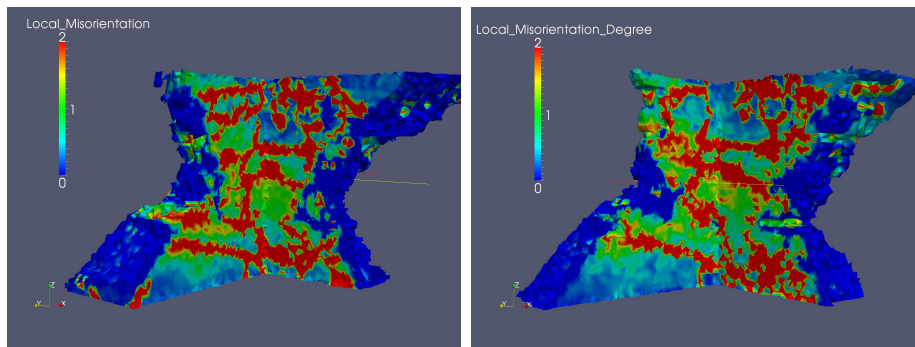 Local_Misorientation
2
1
0
Z
Y
X
Local_Misorientation_Degree
2
1
0
Z
Y
X